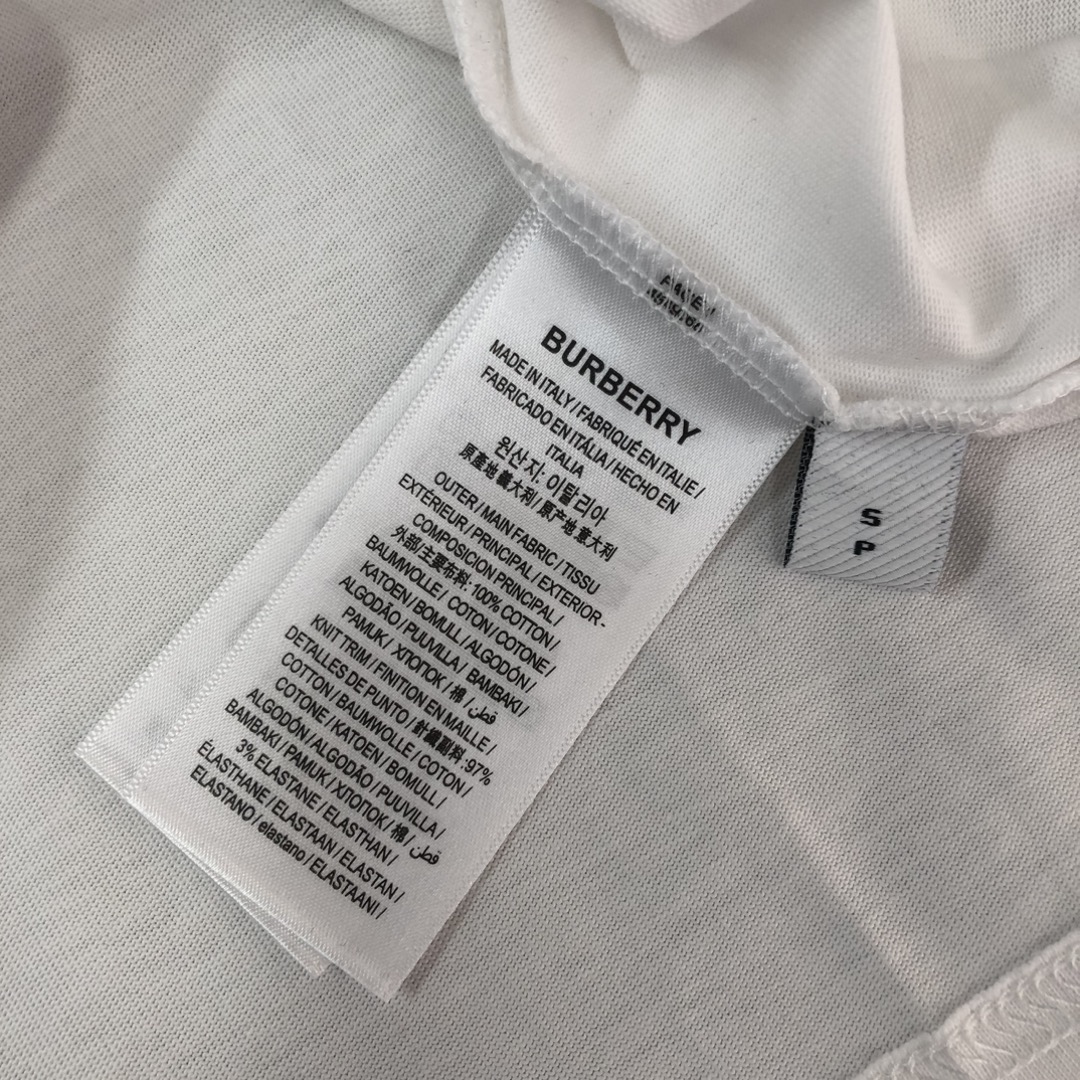 BURBERRY
MADE IN ITALY / FABRIQUÉ EN ITALIE /
FABRICADO EN ITÁLIA / HECHO EN
ITALIA
원산지: 이탈리아
原產地 義大利 / 原产地 意大利
OUTER / MAIN FABRIC / TISSU
EXTÉRIEUR / PRINCIPAL / EXTERIOR -
COMPOSICION PRINCIPAL /
外部/主要布料: 100% COTTON /
BAUMWOLLE / COTON / COTONE /
KATOEN / BOMULL / ALGODÓN /
ALGODÃO / PUUVILLA / BAMBAKI /
PAMUK / ХПОПОК / 棉 / قطن /
KNIT TRIM / FINITION EN MAILLE /
DETALLES DE PUNTO / 針織副料: 97%
COTTON / BAUMWOLLE / COTON /
COTONE / KATOEN / BOMULL /
ALGODÓN / ALGODÃO / PUUVILLA /
BAMBAKI / PAMUK / ХПОПОК / 棉 / قطن /
3% ELASTANE / ELASTHAN /
ÉLASTHANE / ELASTAAN / ELASTAN /
ELASTANO / elastano / ELASTAANI /
S
P